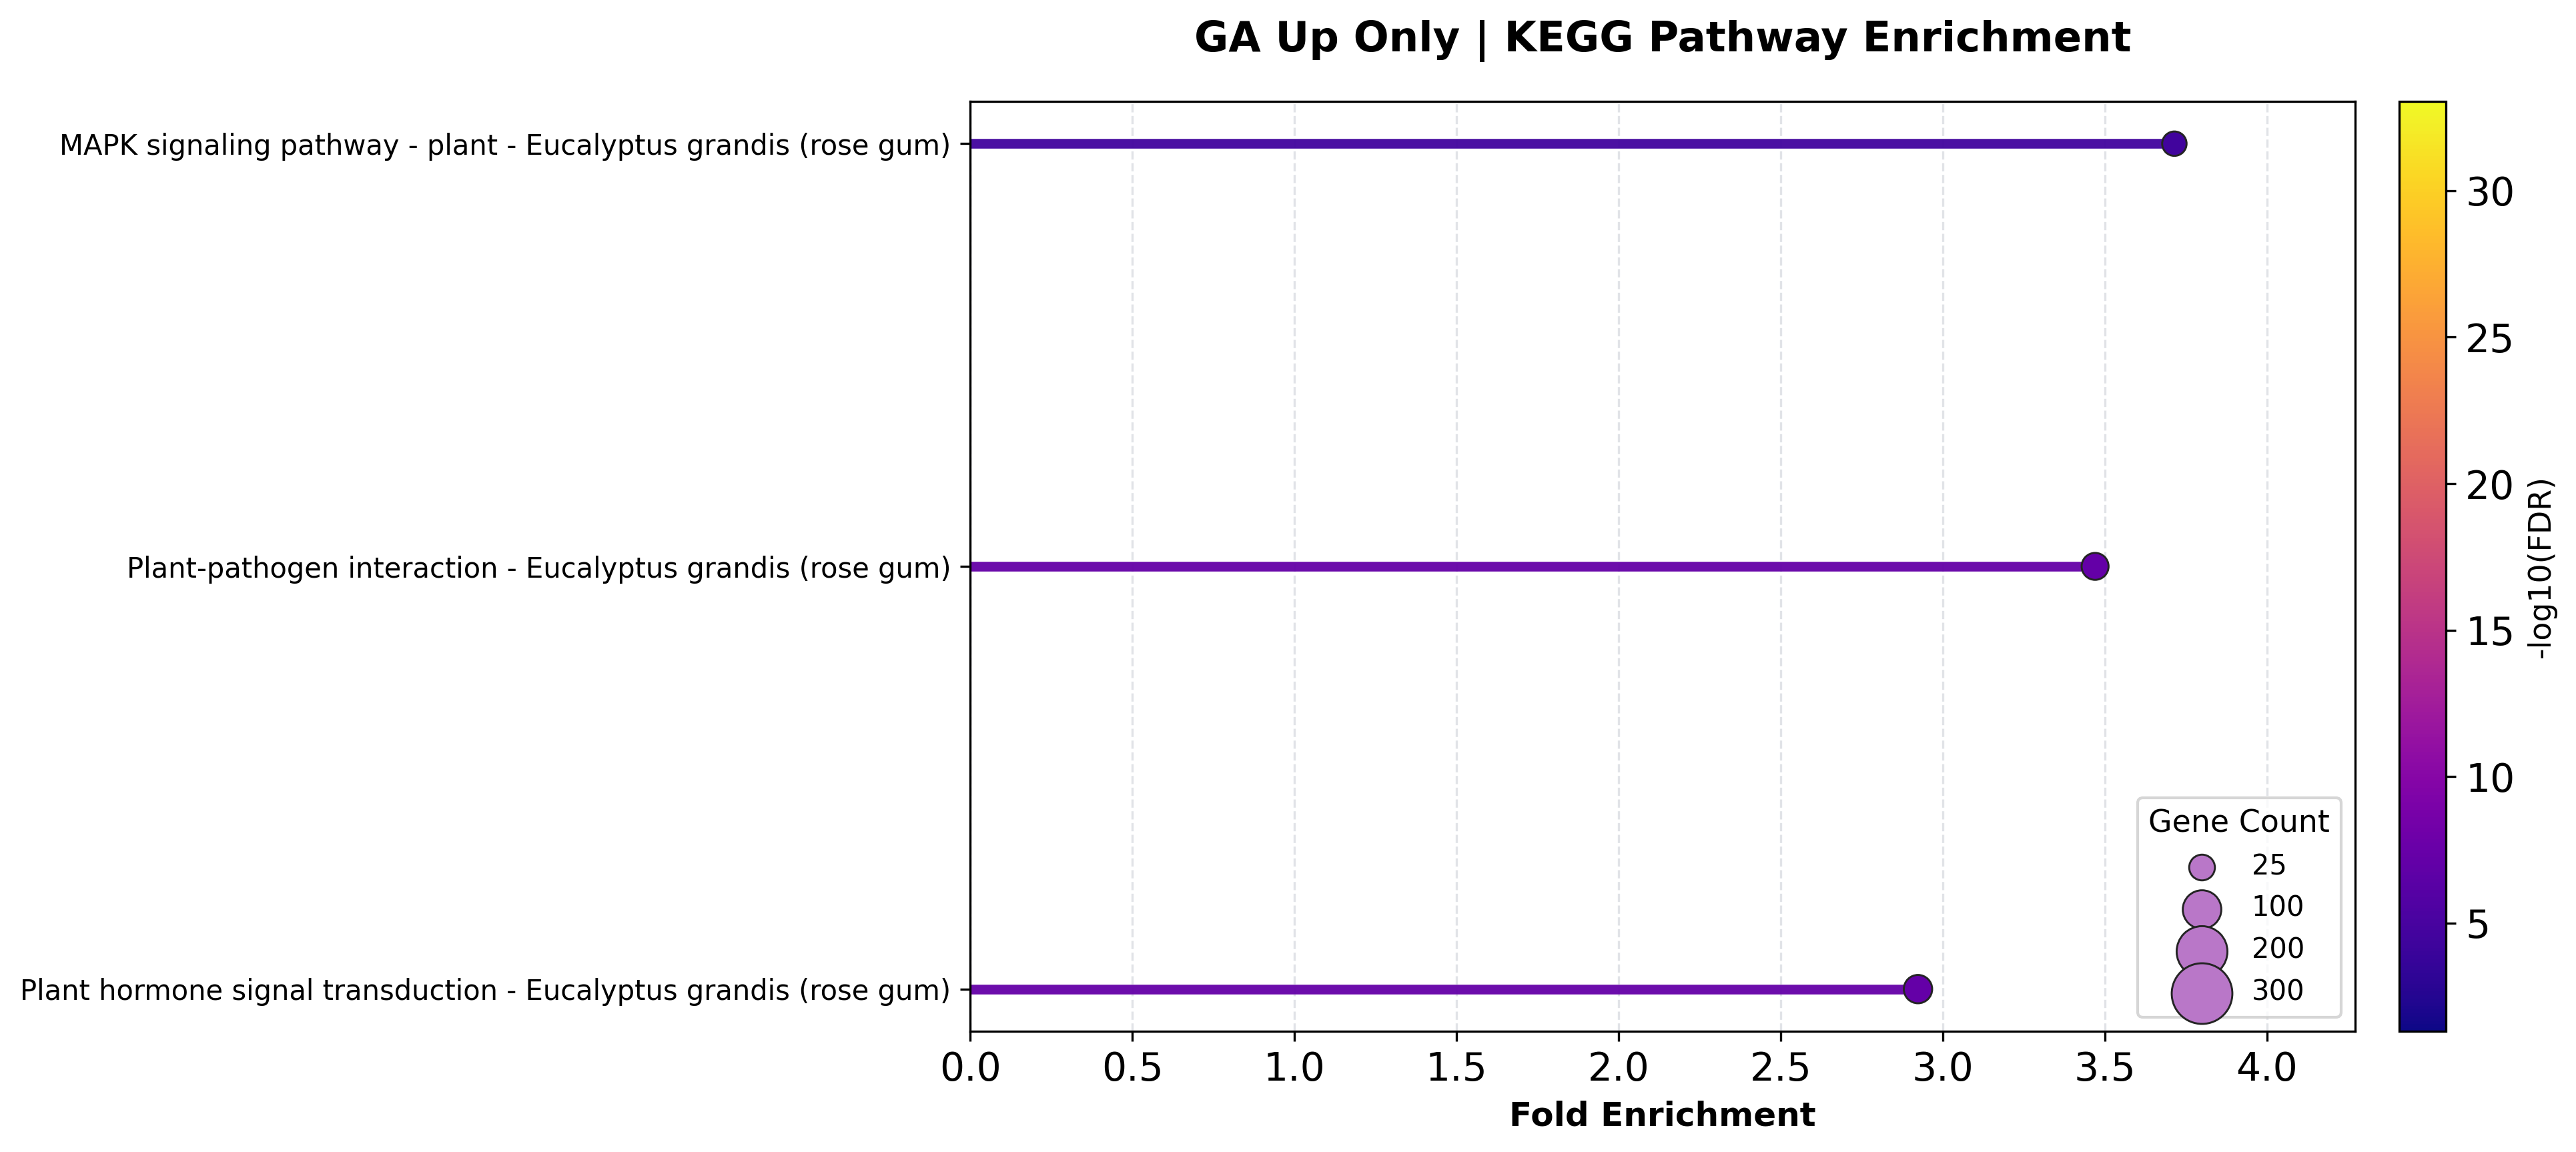 GA Up Only | KEGG Pathway Enrichment
MAPK signaling pathway - plant - Eucalyptus grandis (rose gum)
Plant-pathogen interaction - Eucalyptus grandis (rose gum)
Plant hormone signal transduction - Eucalyptus grandis (rose gum)
Gene Count
25
100
200
300
0.0 0.5 1.0 1.5 2.0 2.5 3.0 3.5 4.0
Fold Enrichment
30
25
20
15
10
5
-log10(FDR)